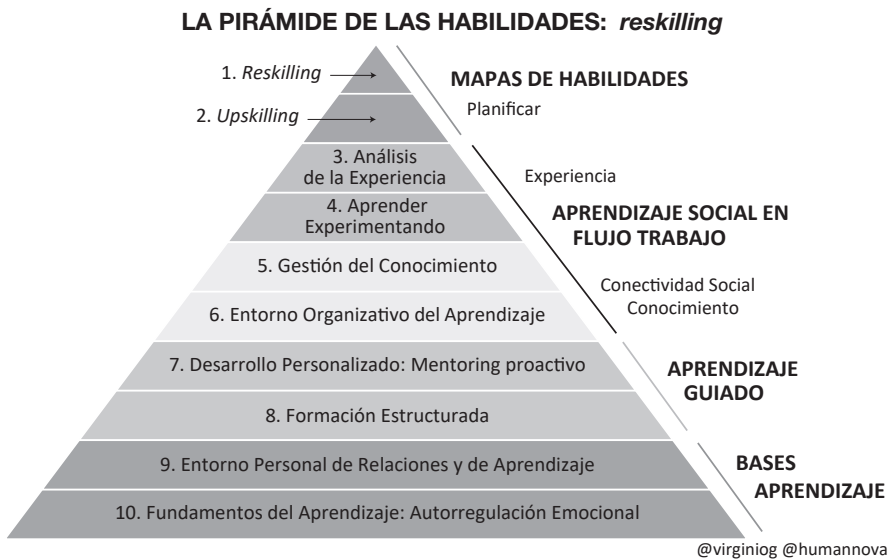 LA PIRÁMIDE DE LAS HABILIDADES: reskilling
1. Reskilling
MAPAS DE HABILIDADES
2. Upskilling
Planificar
3. Análisis
de la Experiencia
Experiencia
4. Aprender
Experimentando
APRENDIZAJE SOCIAL EN
FLUJO TRABAJO
5. Gestión del Conocimiento
Conectividad Social
Conocimiento
6. Entorno Organizativo del Aprendizaje
7. Desarrollo Personalizado: Mentoring proactivo
APRENDIZAJE
GUIADO
8. Formación Estructurada
9. Entorno Personal de Relaciones y de Aprendizaje
BASES
APRENDIZAJE
10. Fundamentos del Aprendizaje: Autorregulación Emocional
@virginiog @humannova